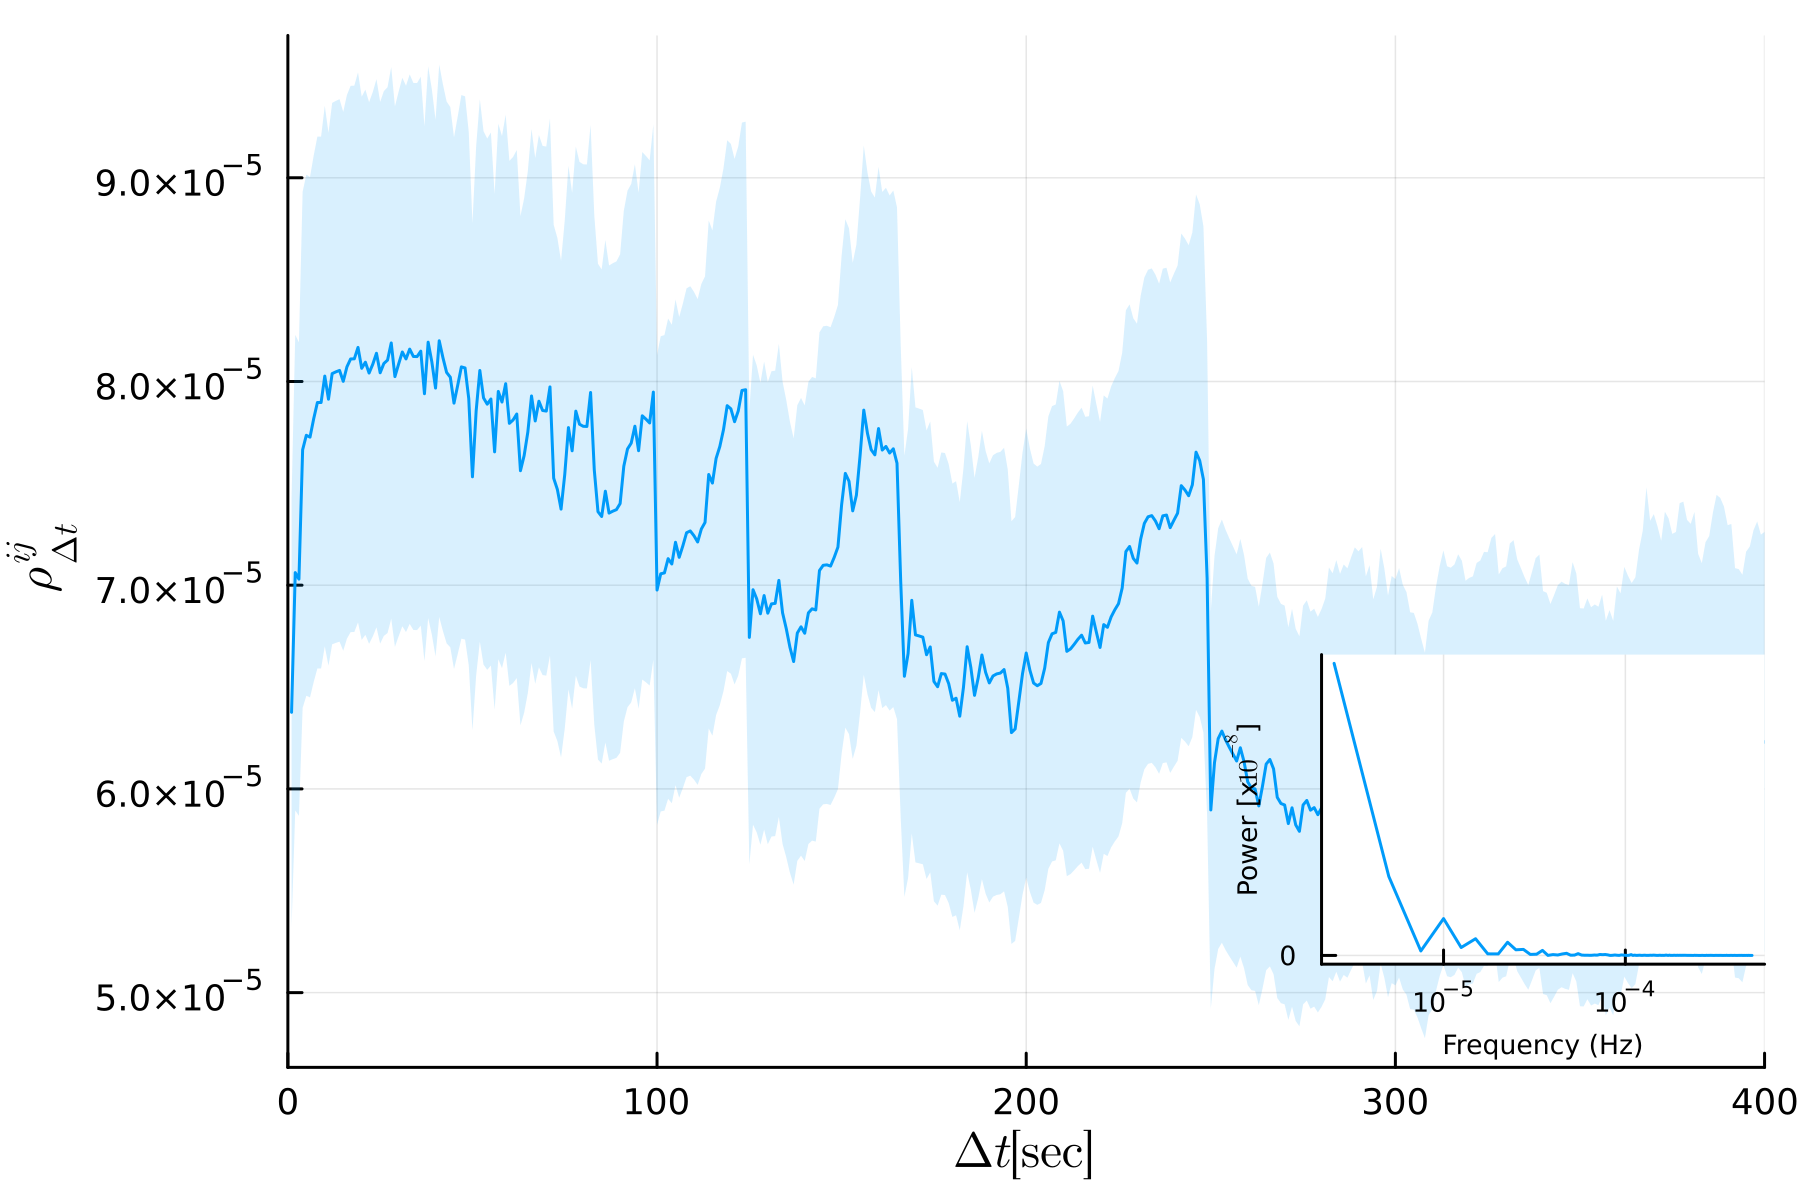 9.0×10⁻⁵
8.0×10⁻⁵
7.0×10⁻⁵
6.0×10⁻⁵
5.0×10⁻⁵
ρ^{ij}_{Δt}
0 100 200 300 400
Δt[sec]
Power [x10⁻⁸]
0
10⁻⁵ 10⁻⁴
Frequency (Hz)